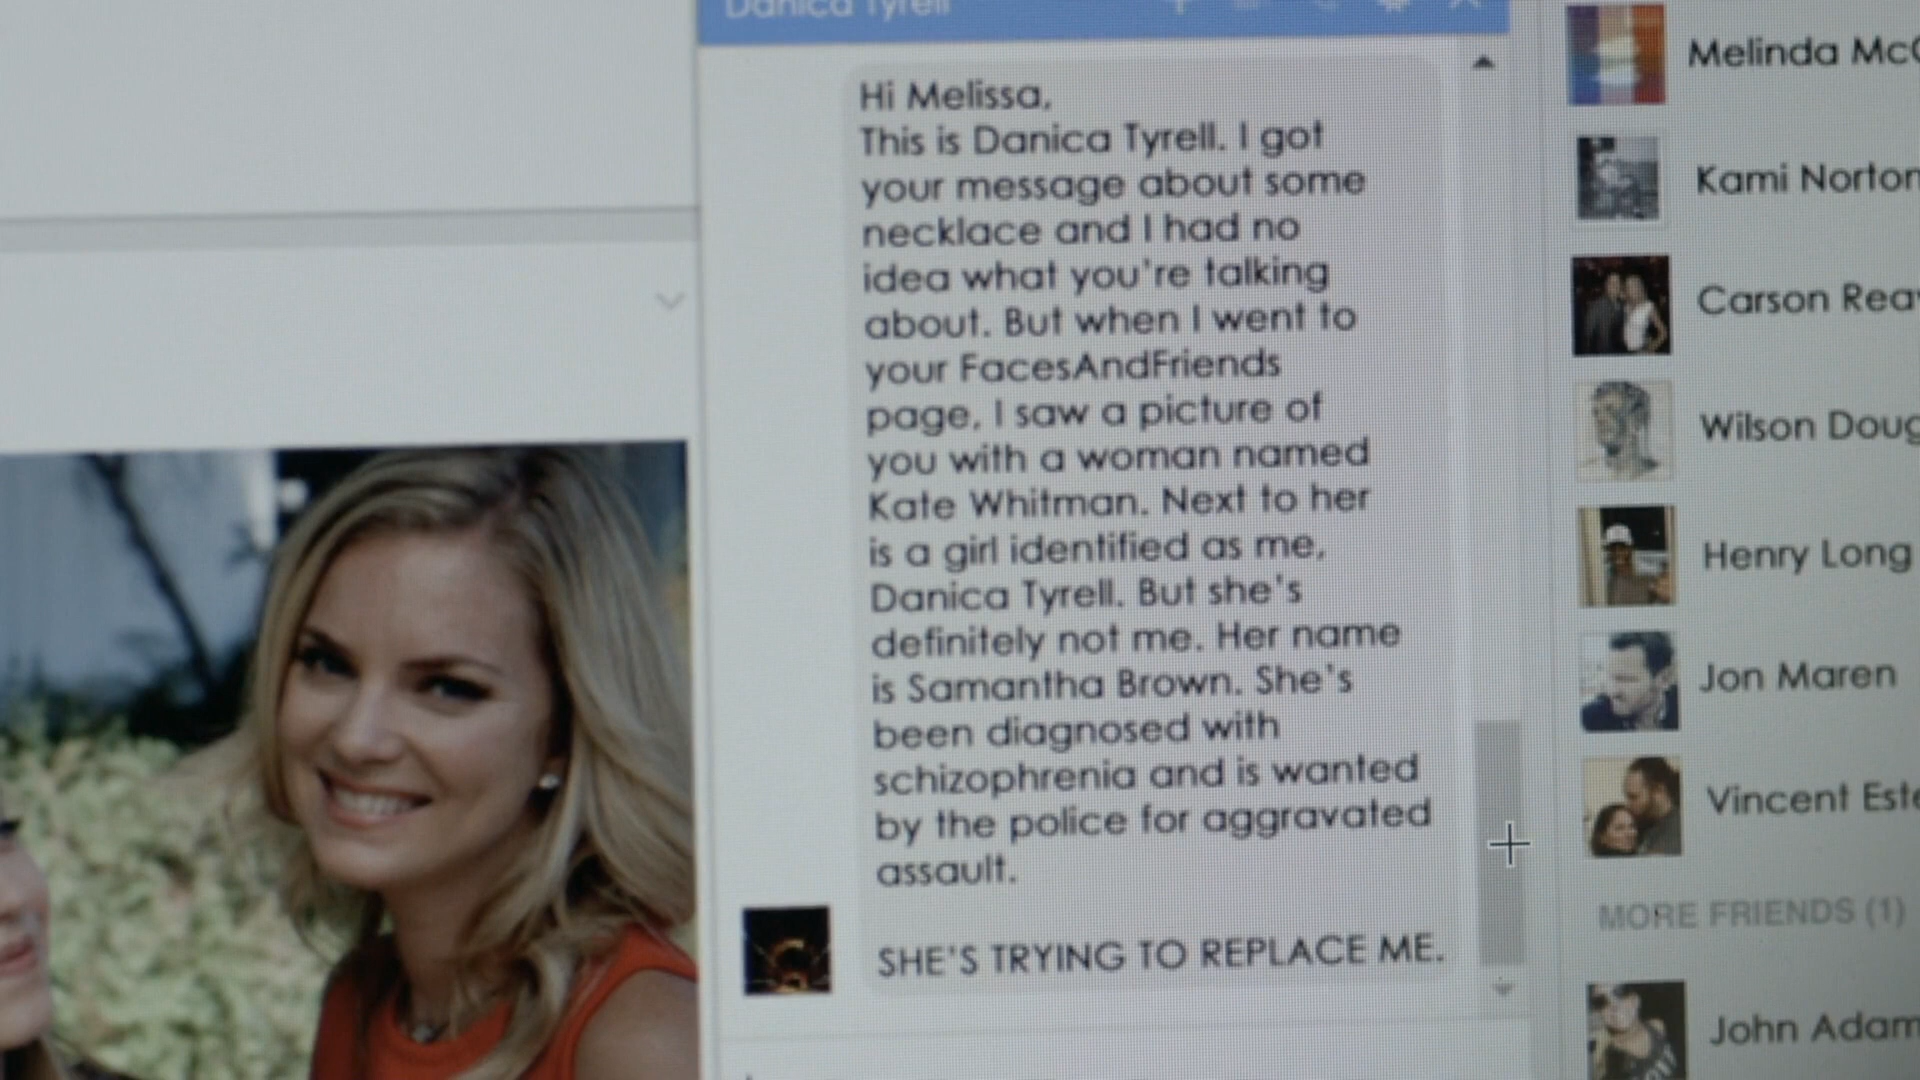 Danica Tyrell
Hi Melissa,
This is Danica Tyrell. I got
your message about some
necklace and I had no
idea what you're talking
about. But when I went to
your FacesAndFriends
page, I saw a picture of
you with a woman named
Kate Whitman. Next to her
is a girl identified as me,
Danica Tyrell. But she's
definitely not me. Her name
is Samantha Brown. She's
been diagnosed with
schizophrenia and is wanted
by the police for aggravated
assault.
SHE'S TRYING TO REPLACE ME.
Melinda
Kami Norton
Carson
Wilson
Henry Long
Jon Maren
Vincent
MORE FRIENDS (1)
John